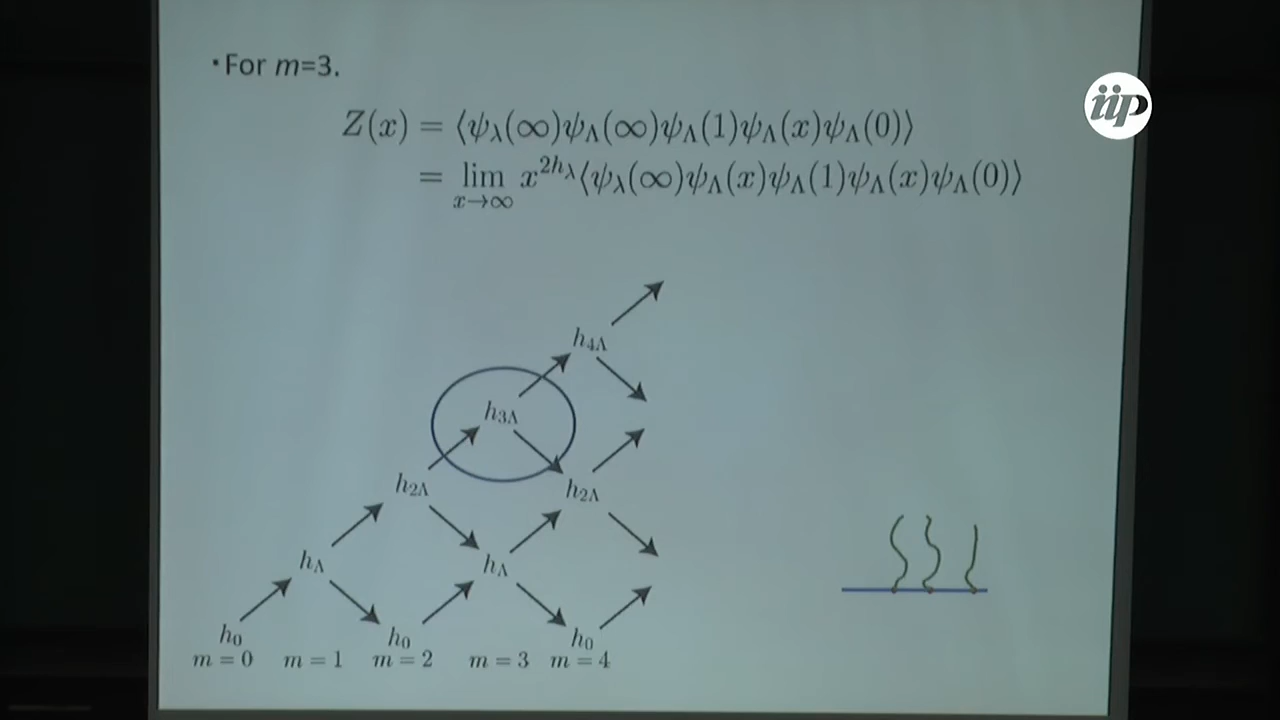 • For m=3.
Z(x) = ⟨ψ_λ(∞)ψ_Λ(∞)ψ_Λ(1)ψ_Λ(x)ψ_Λ(0)⟩
= lim_{x→∞} x^{2h_λ}⟨ψ_λ(∞)ψ_Λ(x)ψ_Λ(1)ψ_Λ(x)ψ_Λ(0)⟩
h_{4Λ}
h_{3Λ}
h_{2Λ} h_{2Λ}
h_Λ h_Λ
h_0 h_0 h_0
m = 0 m = 1 m = 2 m = 3 m = 4
iip